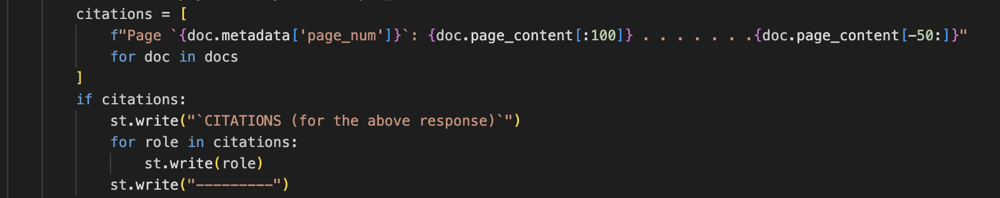 citations = [
f"Page `{doc.metadata['page_num']}`: {doc.page_content[:100]} . . . . . . .{doc.page_content[-50:]}"
for doc in docs
]
if citations:
st.write("`CITATIONS (for the above response)`")
for role in citations:
st.write(role)
st.write("---------")